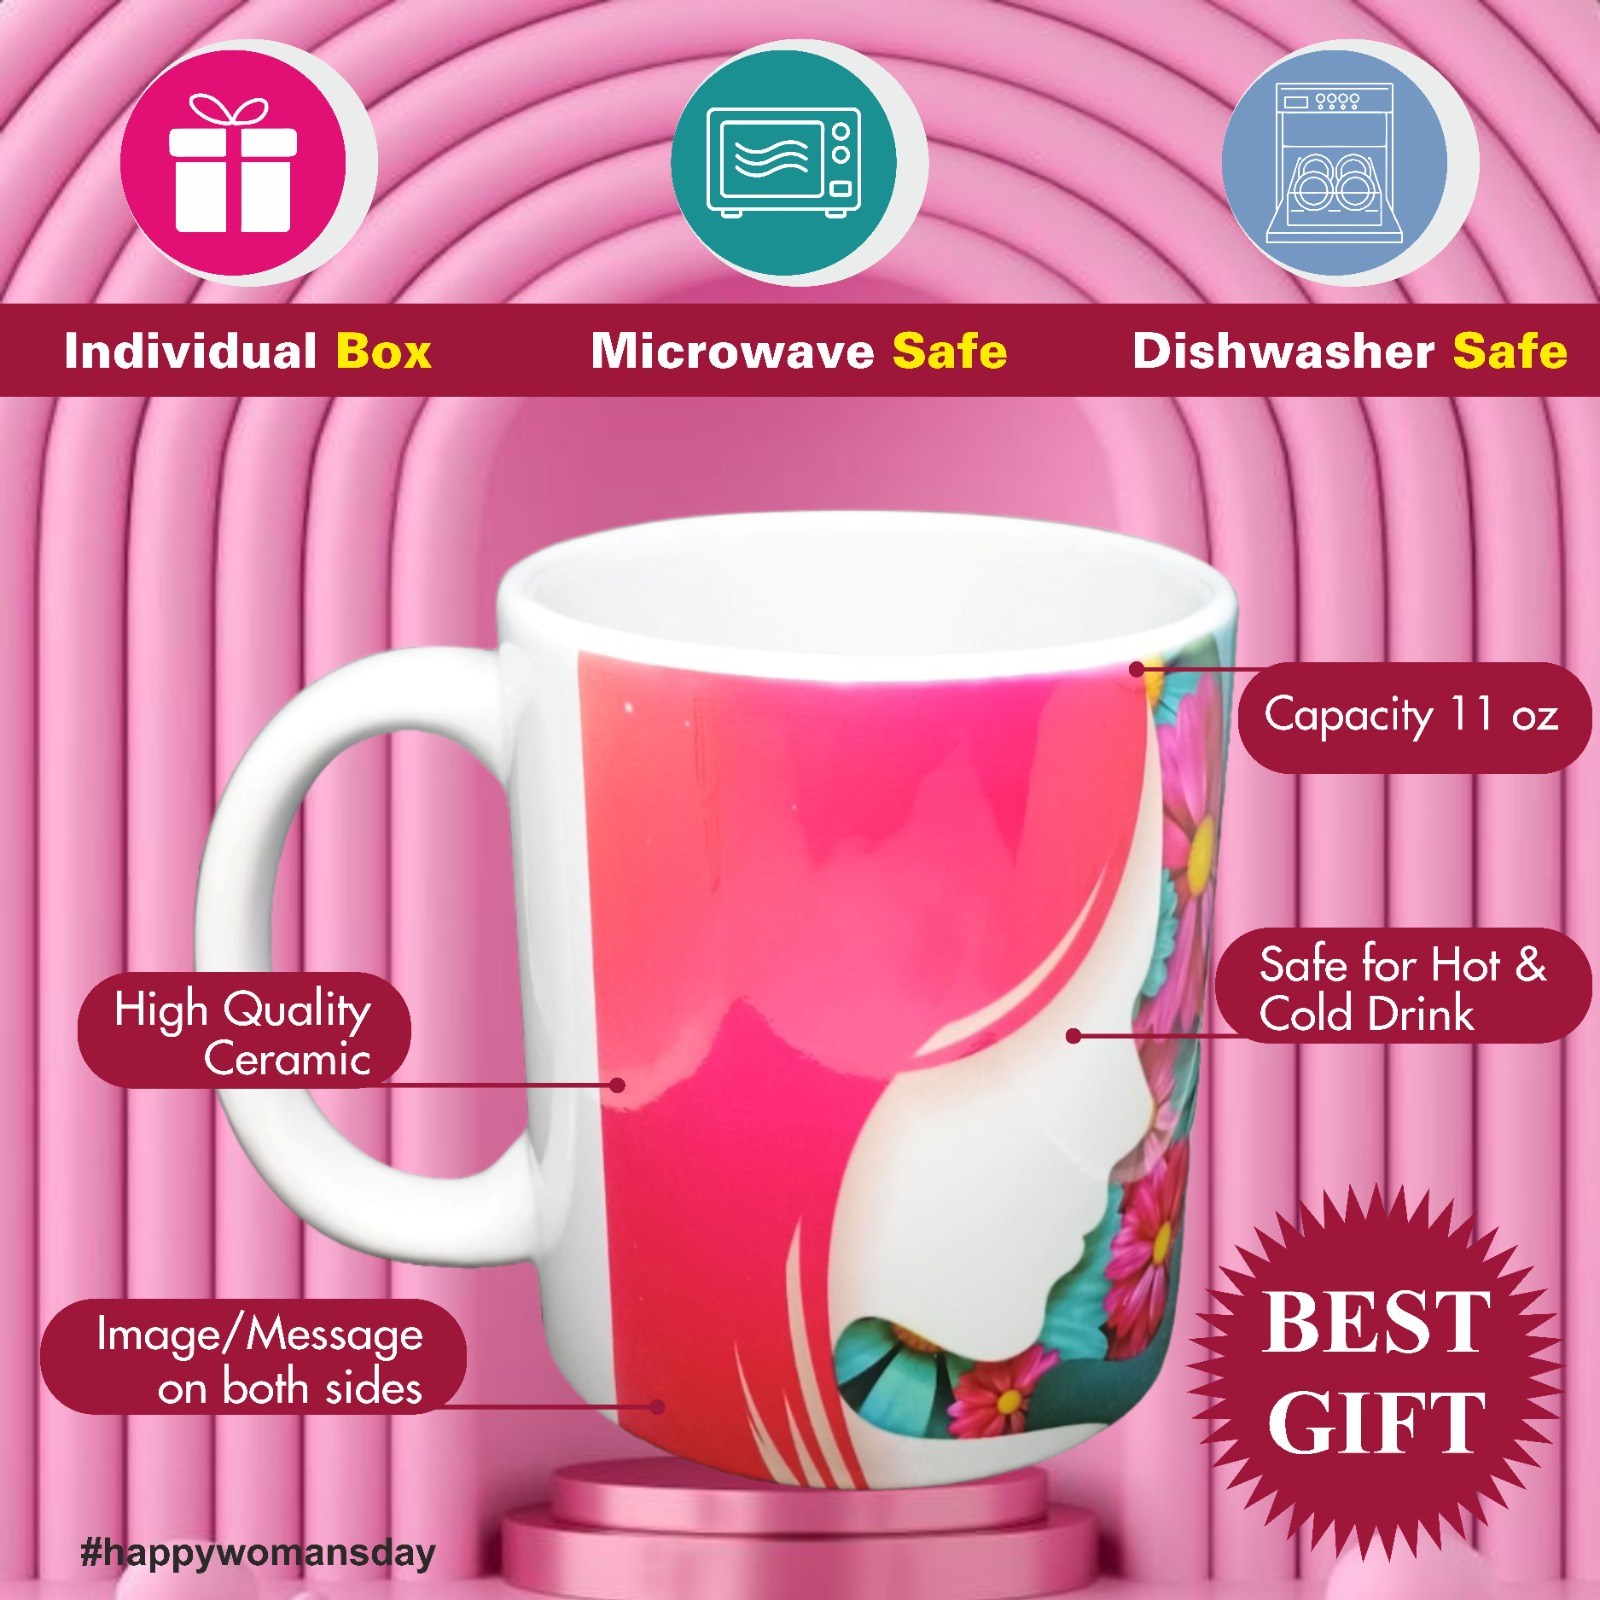 Individual Box
Microwave Safe
Dishwasher Safe
Capacity 11 oz
Safe for Hot &
Cold Drink
High Quality
Ceramic
Image/Message
on both sides
BEST
GIFT
#happywomansday